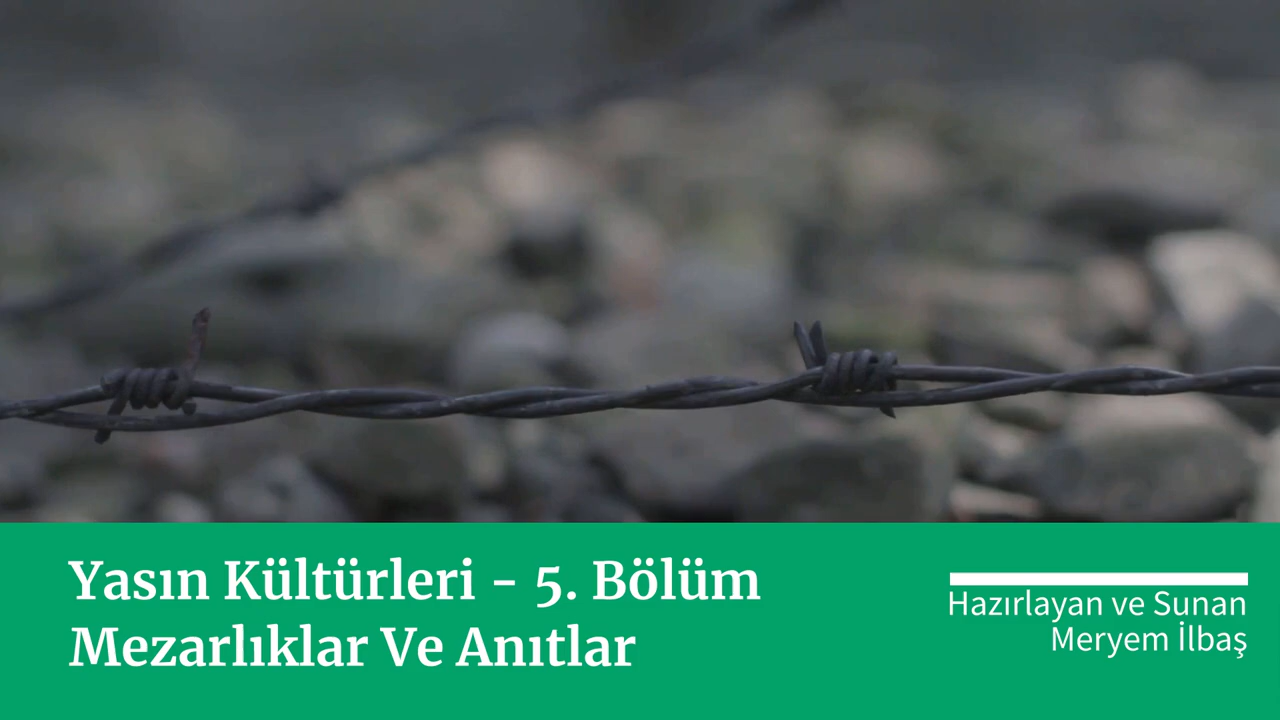 Yasın Kültürleri - 5. Bölüm
Mezarlıklar Ve Anıtlar
Hazırlayan ve Sunan
Meryem İlbaş